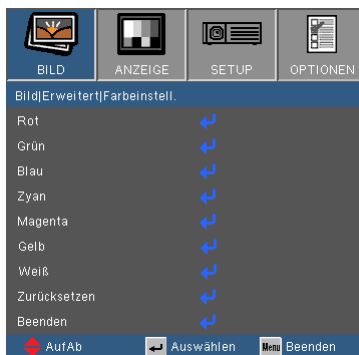 BILD ANZEIGE SETUP OPTIONEN
Bild|Erweitert|Farbeinstell.
Rot
Grün
Blau
Zyan
Magenta
Gelb
Weiß
Zurücksetzen
Beenden
AufAb Auswählen Menu Beenden